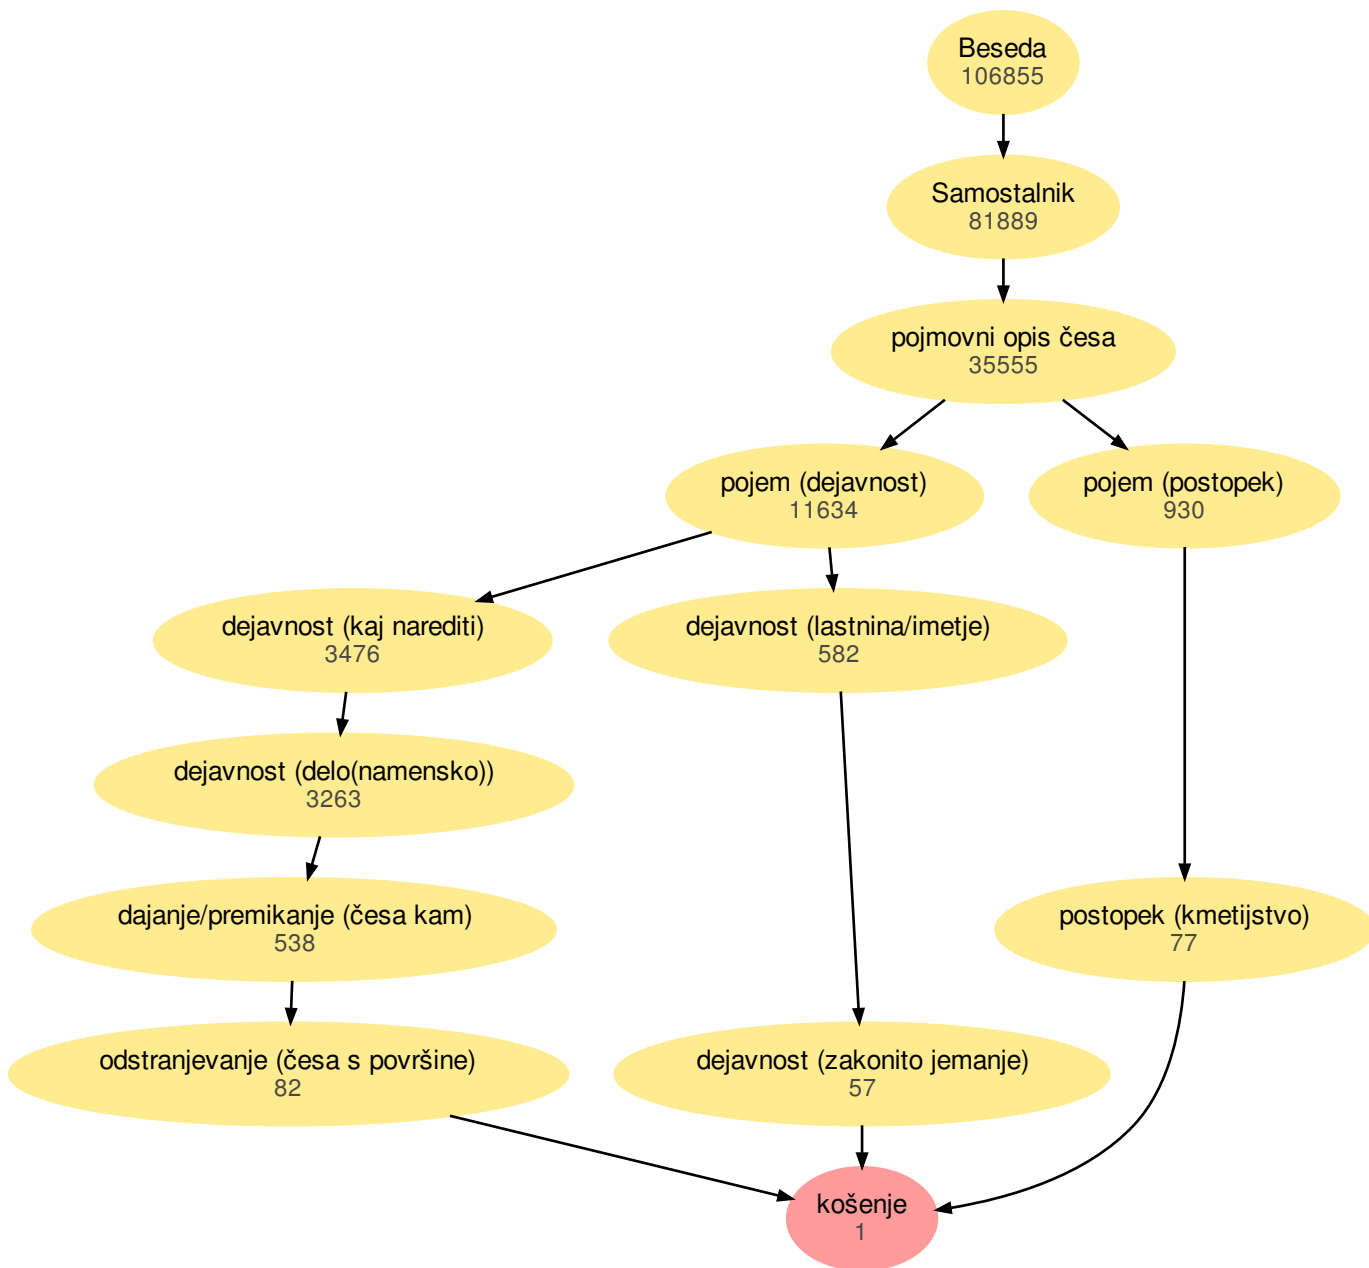 Beseda
106855
Samostalnik
81889
pojmovni opis česa
35555
pojem (dejavnost)
11634
pojem (postopek)
930
dejavnost (kaj narediti)
3476
dejavnost (lastnina/imetje)
582
dejavnost (delo(namensko))
3263
dajanje/premikanje (česa kam)
538
postopek (kmetijstvo)
77
odstranjevanje (česa s površine)
82
dejavnost (zakonito jemanje)
57
košenje
1